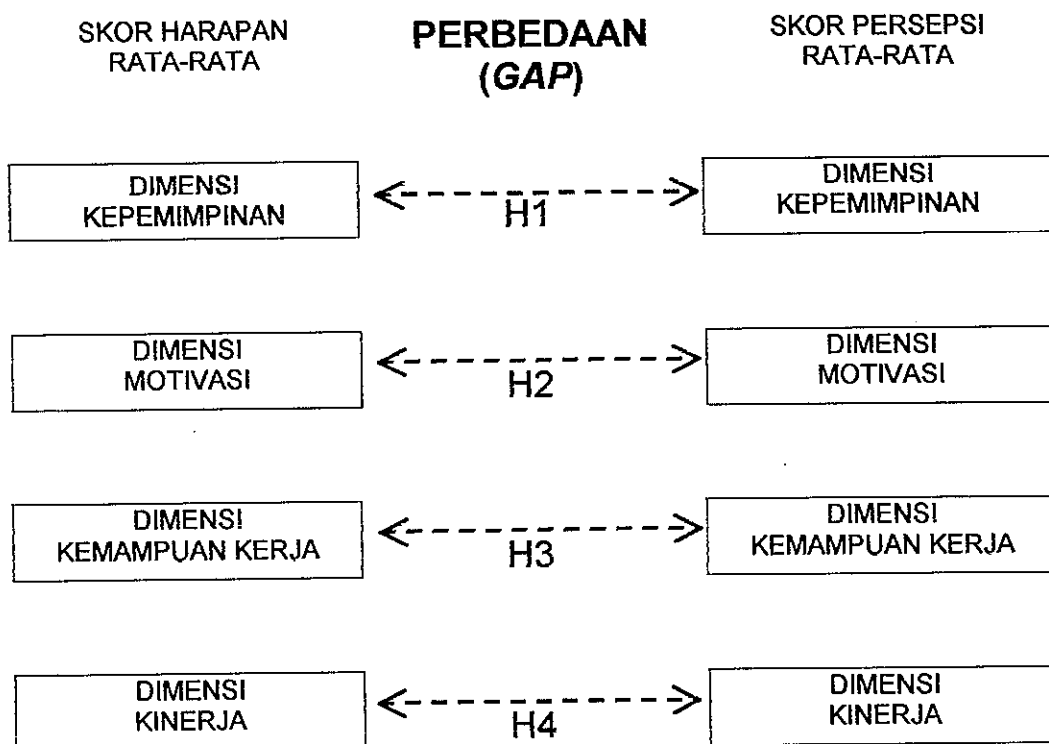 SKOR HARAPAN
RATA-RATA
PERBEDAAN
(GAP)
SKOR PERSEPSI
RATA-RATA
DIMENSI
KEPEMIMPINAN
H1
DIMENSI
KEPEMIMPINAN
DIMENSI
MOTIVASI
H2
DIMENSI
MOTIVASI
DIMENSI
KEMAMPUAN KERJA
H3
DIMENSI
KEMAMPUAN KERJA
DIMENSI
KINERJA
H4
DIMENSI
KINERJA